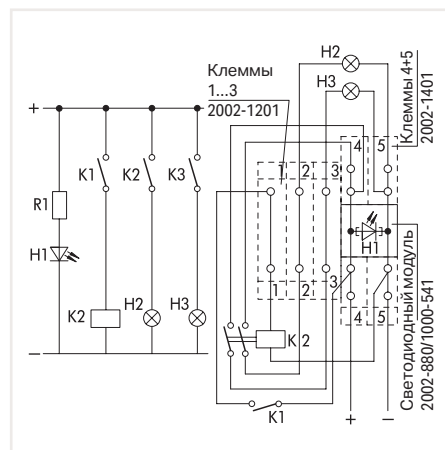 H2
H3
Клеммы
1...3
2002-1201
Клеммы 4+5
2002-1401
+
K1
K2
K3
1
2
3
4
5
R1
H1
H1
K2
H2
H3
1
2
3
4
5
K2
K1
Светодиодный модуль
2002-880/1000-541
−
+
−